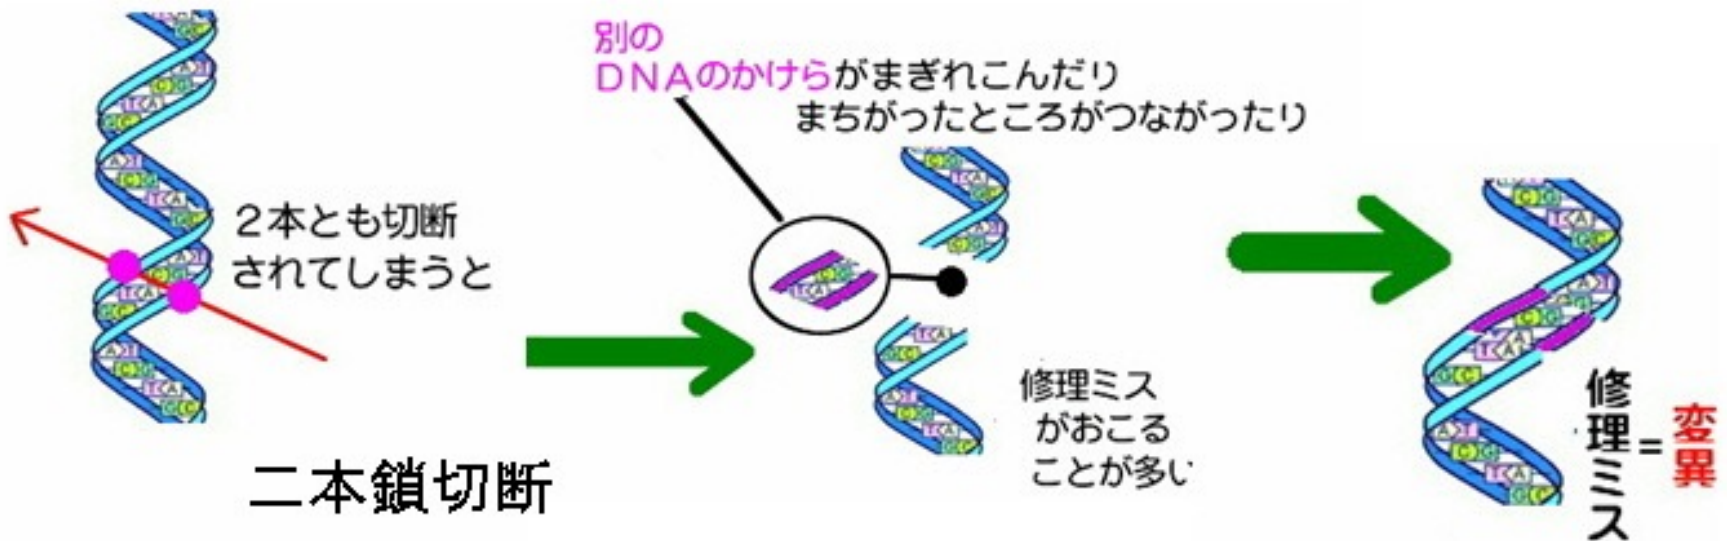 2本とも切断
されてしまうと
二本鎖切断
別の
DNAのかけらがまぎれこんだり
まちがったところがつながったり
修理ミス
がおこる
ことが多い
修理ミス=変異